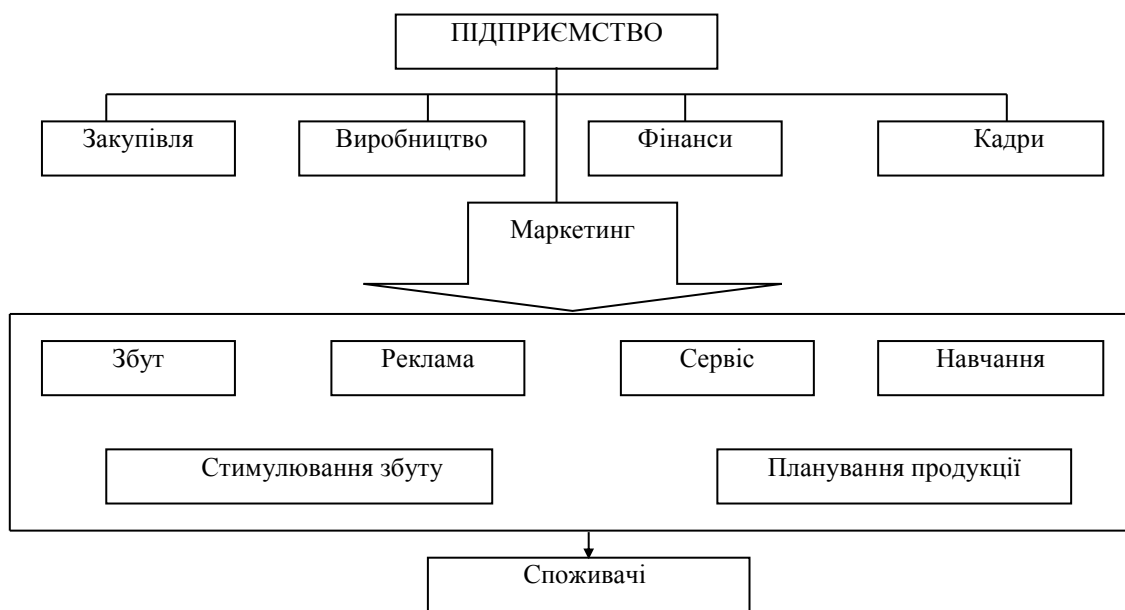 ПІДПРИЄМСТВО
Закупівля
Виробництво
Фінанси
Кадри
Маркетинг
Збут
Реклама
Сервіс
Навчання
Стимулювання збуту
Планування продукції
Споживачі